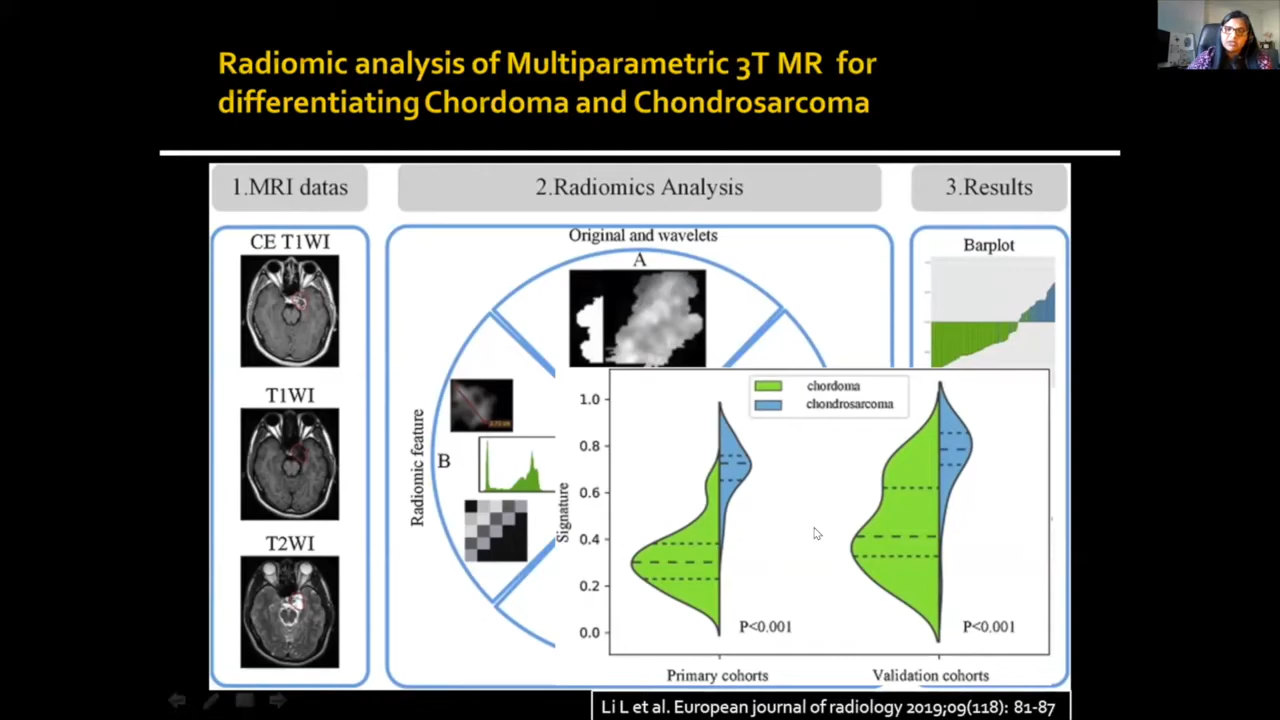 Radiomic analysis of Multiparametric 3T MR for
differentiating Chordoma and Chondrosarcoma
1.MRI datas
2.Radiomics Analysis
3.Results
CE T1WI
T1WI
T2WI
Original and wavelets
A
Radiomic feature
B
Barplot
chordoma
chondrosarcoma
Signature
1.0
0.8
0.6
0.4
0.2
0.0
P<0.001
P<0.001
Primary cohorts
Validation cohorts
Li L et al. European journal of radiology 2019;09(118): 81-87